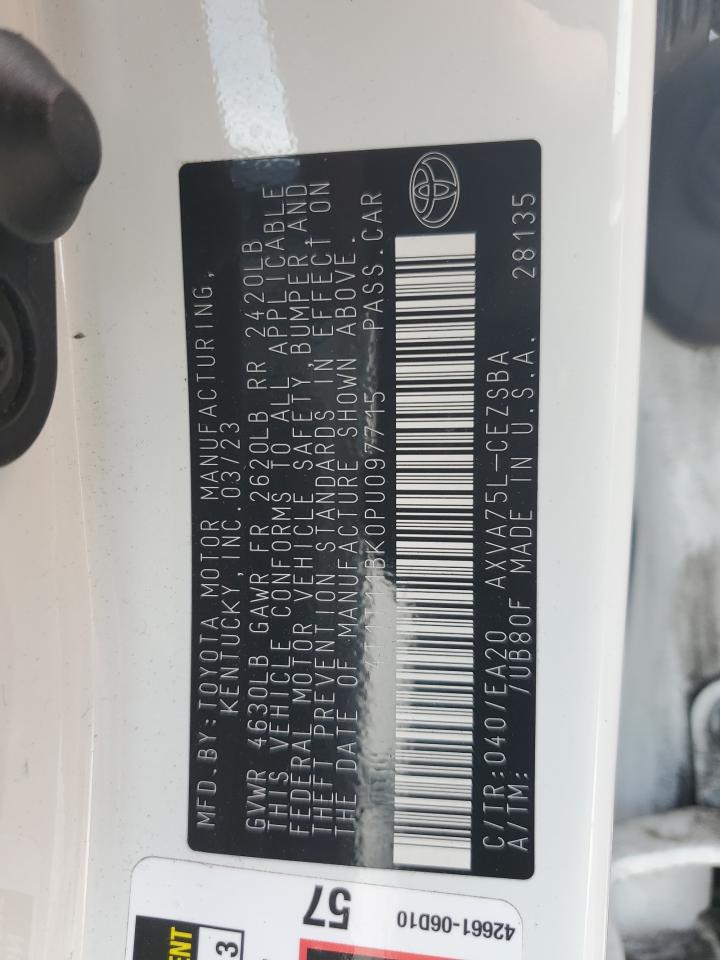 MFD.BY:TOYOTA MOTOR MANUFACTURING,
KENTUCKY, INC. 03/23
GVWR 4630LB GAWR FR 2620LB RR 2420LB
THIS VEHICLE CONFORMS TO ALL APPLICABLE
FEDERAL MOTOR VEHICLE SAFETY, BUMPER, AND
THEFT PREVENTION STANDARDS IN EFFECT ON
THE DATE OF MANUFACTURE SHOWN ABOVE.
PASS.CAR
C/TR:040/EA20 AXVA75L-CEZSBA
A/TM: /UB80F MADE IN U.S.A. 28135
57
42661-06D10
3